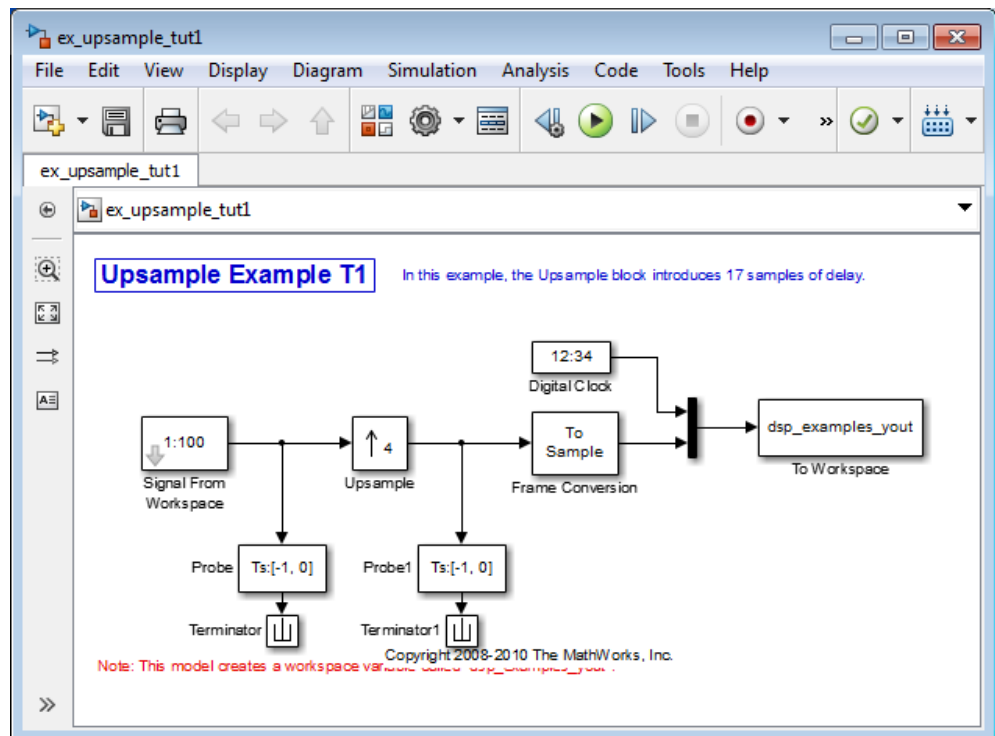 ex_upsample_tut1
File Edit View Display Diagram Simulation Analysis Code Tools Help
ex_upsample_tut1
ex_upsample_tut1
Upsample Example T1
In this example, the Upsample block introduces 17 samples of delay.
12:34
Digital Clock
1:100
Signal From
Workspace
4
Upsample
To
Sample
Frame Conversion
dsp_examples_yout
To Workspace
Probe
Ts:[-1, 0]
Probe1
Ts:[-1, 0]
Terminator
Terminator1
Copyright 2008-2010 The MathWorks, Inc.
Note: This model creates a workspace variable called "dsp_examples_yout".